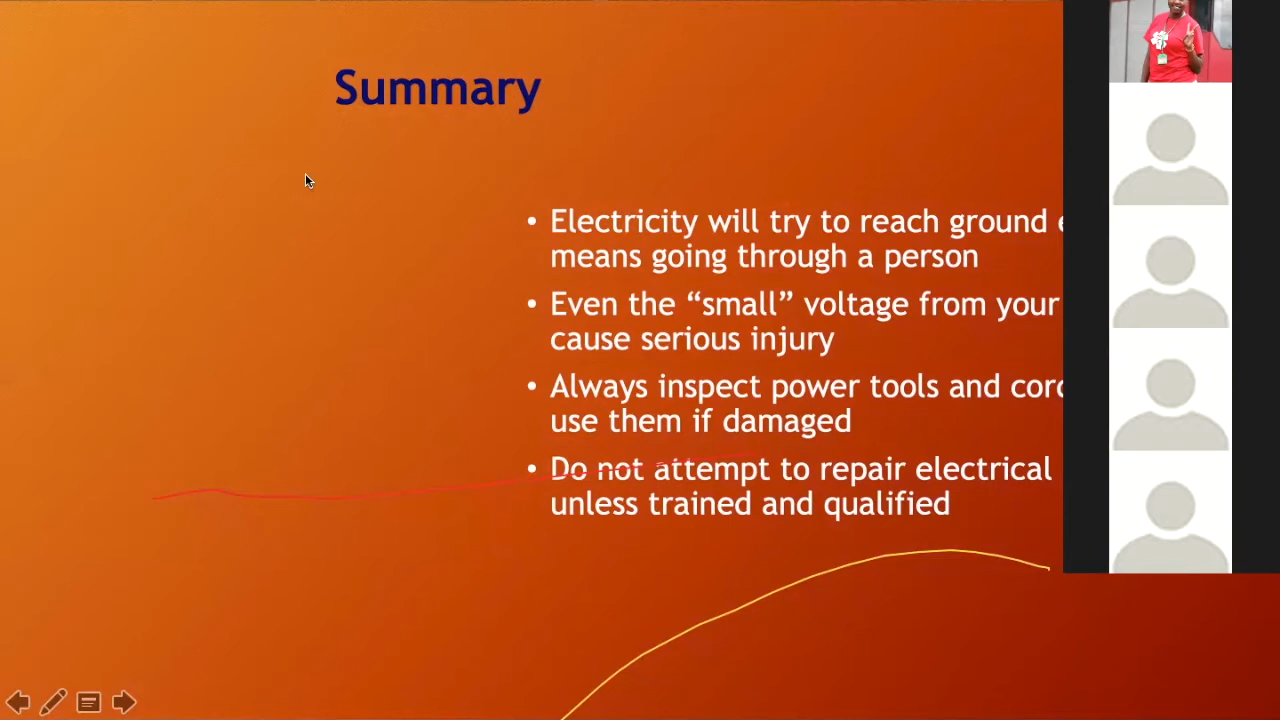 Summary
• Electricity will try to reach ground
means going through a person
• Even the “small” voltage from your
cause serious injury
• Always inspect power tools and
use them if damaged
• Do not attempt to repair electrical
unless trained and qualified